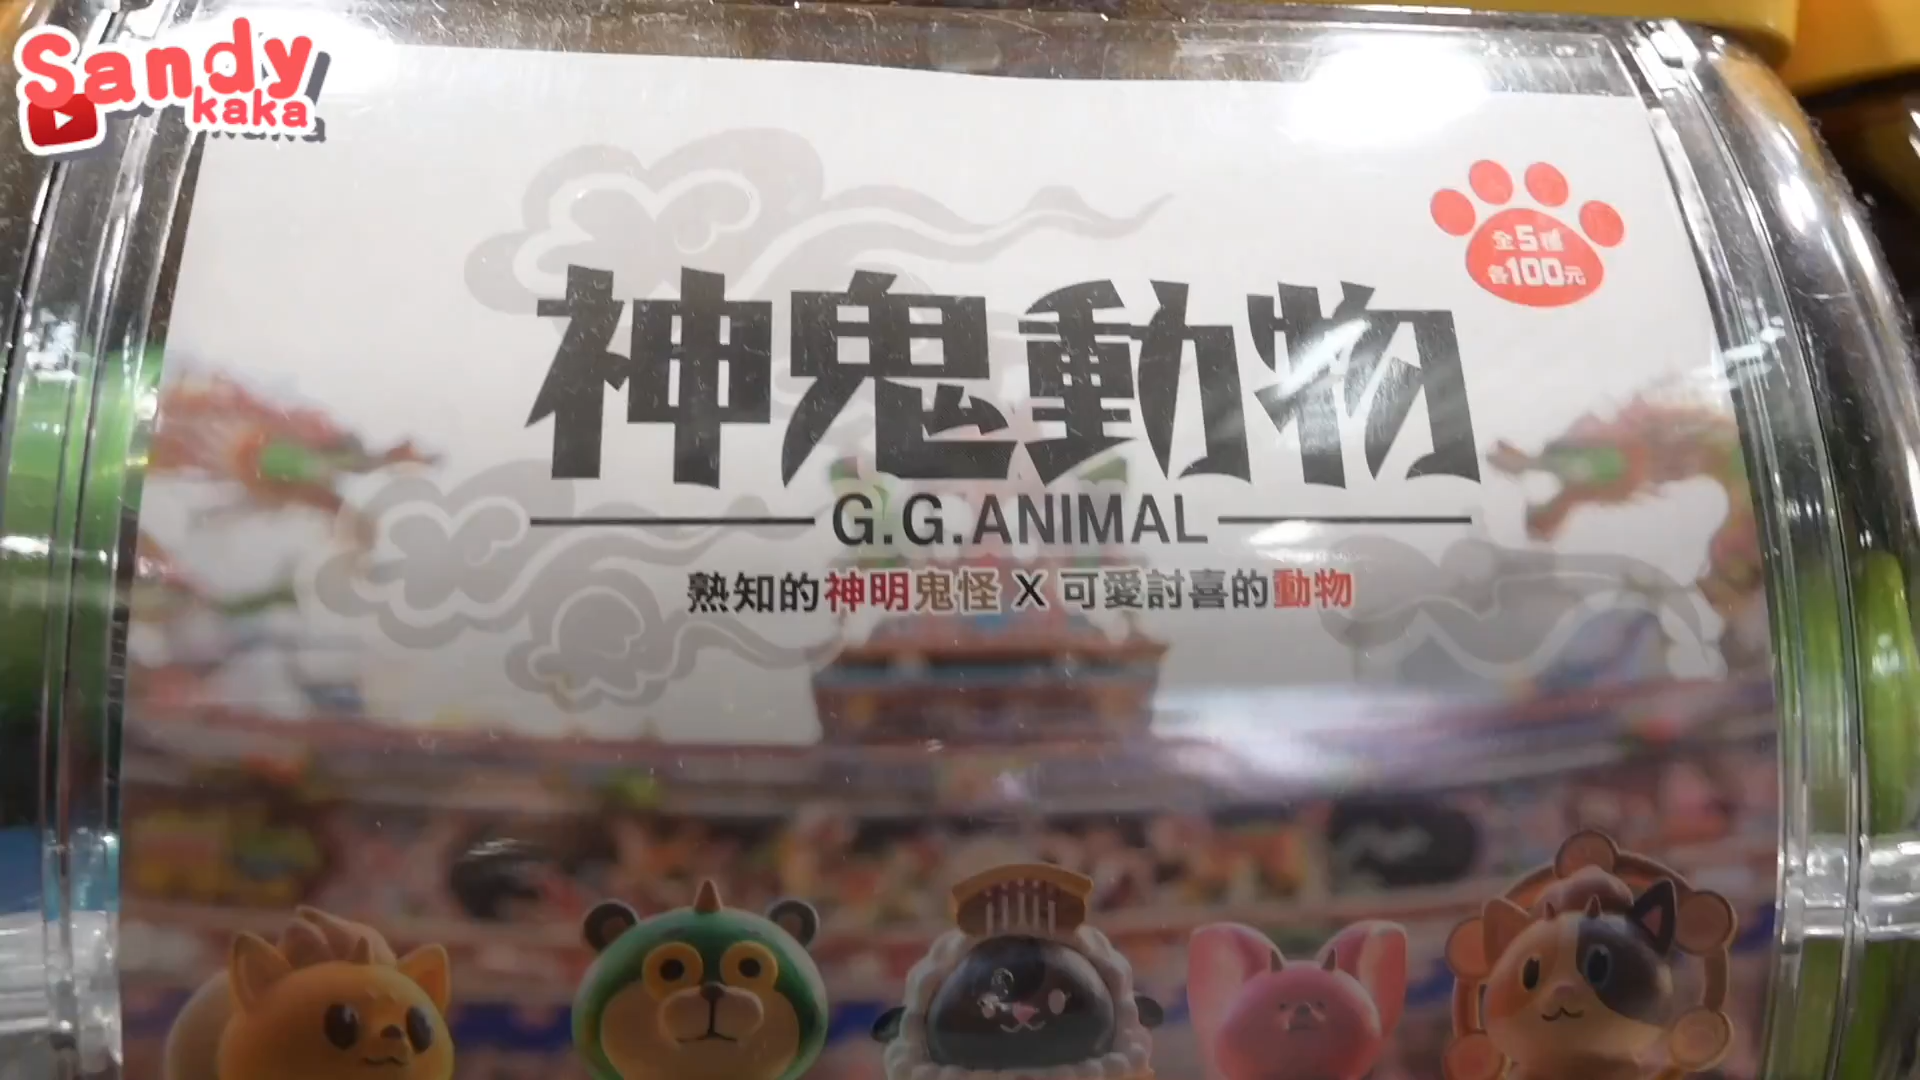 Sandy
kaka
全5種
各100元
神鬼動物
G.G.ANIMAL
熟知的神明鬼怪 X 可愛討喜的動物